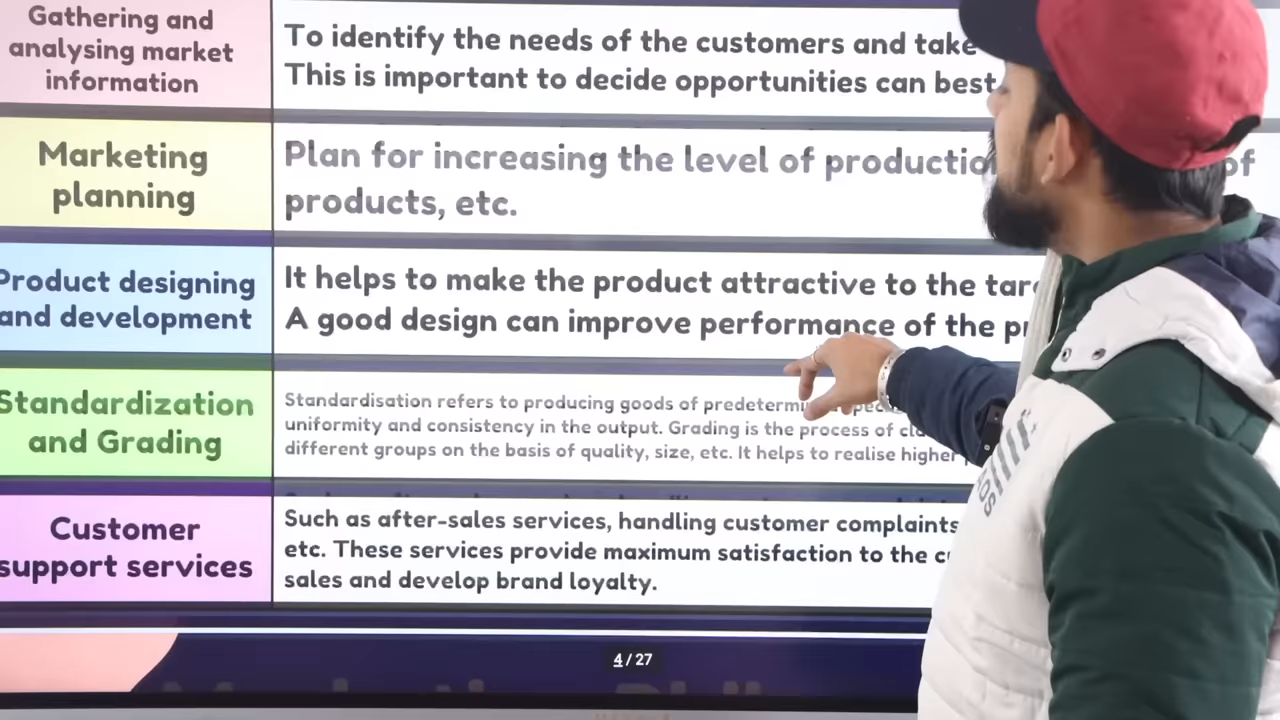 Gathering and
analysing market
information
To identify the needs of the customers and take
This is important to decide opportunities can best
Marketing
planning
Plan for increasing the level of production of
products, etc.
Product designing
and development
It helps to make the product attractive to the
A good design can improve performance of the
Standardization
and Grading
Standardisation refers to producing goods of
uniformity and consistency in the output. Grading is the process of
different groups on the basis of quality, size, etc. It helps to realise higher
Customer
support services
Such as after-sales services, handling customer complaints
etc. These services provide maximum satisfaction to the
sales and develop brand loyalty.
4 / 27